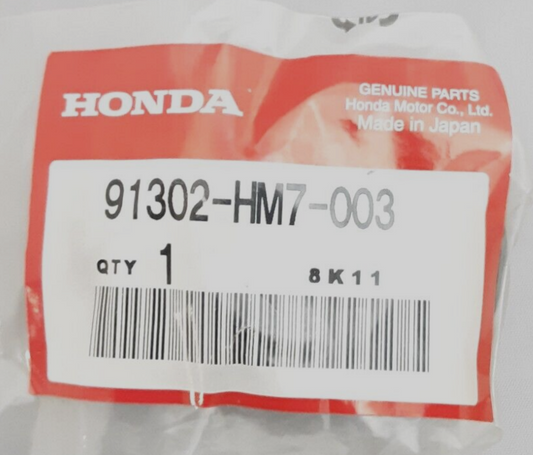 HONDA
GENUINE PARTS
Honda Motor Co., Ltd.
Made in Japan
91302-HM7-003
QTY 1 8K11